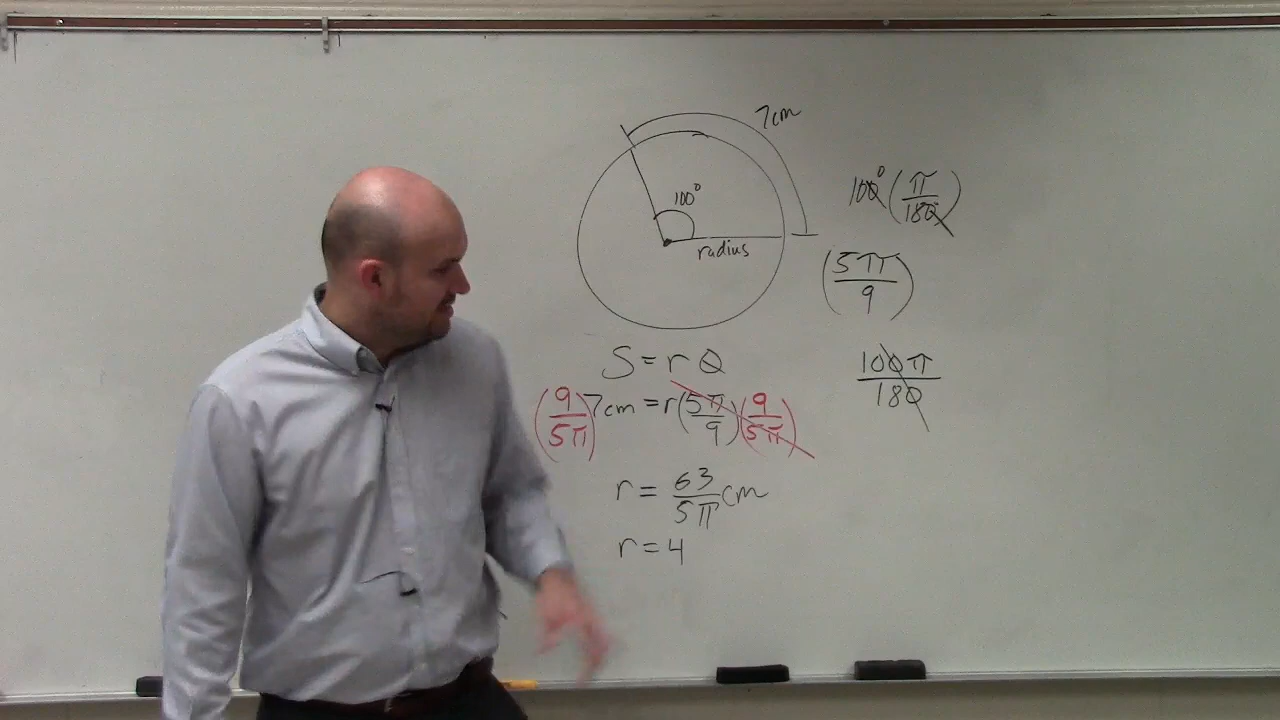 7cm
100°
radius
100°(π/180°)
(5π/9)
S = r θ
(9/5π) 7cm = r(5π/9)(9/5π)
100π/180
r = 63/5π cm
r = 4